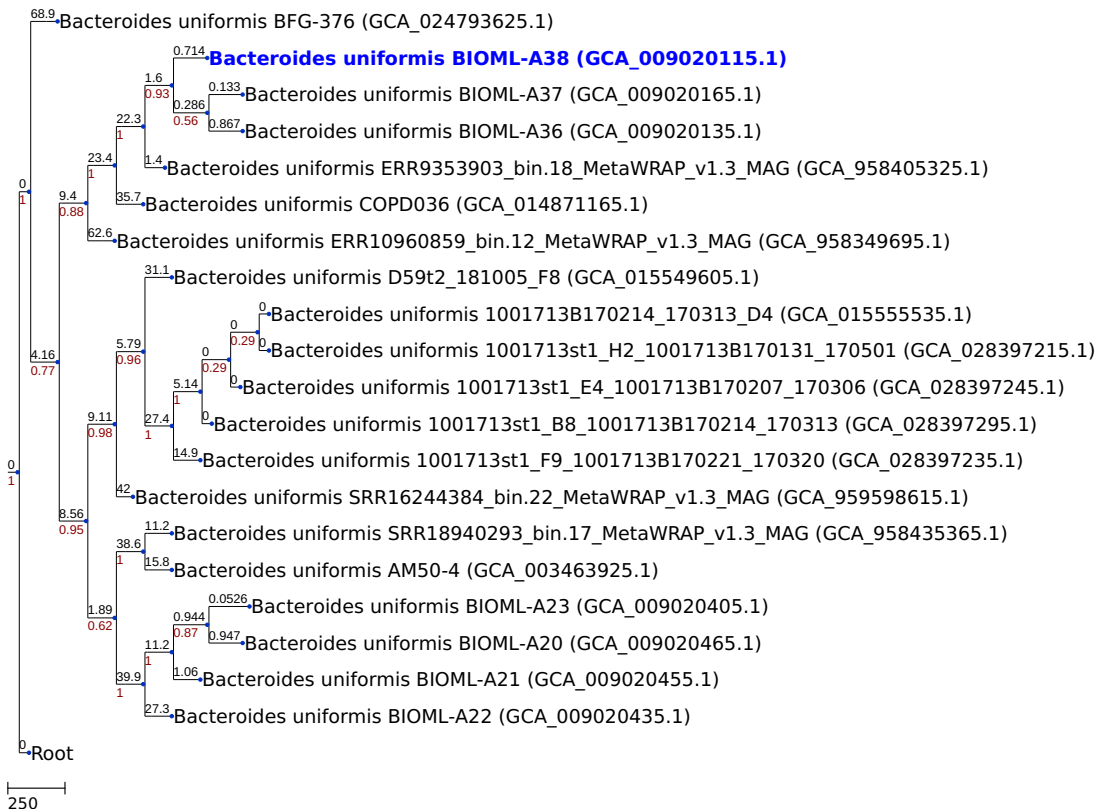 68.9 Bacteroides uniformis BFG-376 (GCA_024793625.1)
0.714 Bacteroides uniformis BIOML-A38 (GCA_009020115.1)
1.6
0.93
0.133 Bacteroides uniformis BIOML-A37 (GCA_009020165.1)
0.286
0.56
22.3
1
0.867 Bacteroides uniformis BIOML-A36 (GCA_009020135.1)
23.4
1
1.4 Bacteroides uniformis ERR9353903_bin.18_MetaWRAP_v1.3_MAG (GCA_958405325.1)
0
1
9.4
0.88
35.7 Bacteroides uniformis COPD036 (GCA_014871165.1)
62.6 Bacteroides uniformis ERR10960859_bin.12_MetaWRAP_v1.3_MAG (GCA_958349695.1)
31.1 Bacteroides uniformis D59t2_181005_F8 (GCA_015549605.1)
0 Bacteroides uniformis 1001713B170214_170313_D4 (GCA_015555535.1)
0
0.29
5.79
0.96
0 Bacteroides uniformis 1001713st1_H2_1001713B170131_170501 (GCA_028397215.1)
4.16
0.77
0
0.29
0 Bacteroides uniformis 1001713st1_E4_1001713B170207_170306 (GCA_028397245.1)
5.14
1
0 Bacteroides uniformis 1001713st1_B8_1001713B170214_170313 (GCA_028397295.1)
9.11
0.98
27.4
1
14.9 Bacteroides uniformis 1001713st1_F9_1001713B170221_170320 (GCA_028397235.1)
0
1
42 Bacteroides uniformis SRR16244384_bin.22_MetaWRAP_v1.3_MAG (GCA_959598615.1)
8.56
0.95
11.2 Bacteroides uniformis SRR18940293_bin.17_MetaWRAP_v1.3_MAG (GCA_958435365.1)
38.6
1
15.8 Bacteroides uniformis AM50-4 (GCA_003463925.1)
0.0526 Bacteroides uniformis BIOML-A23 (GCA_009020405.1)
1.89
0.62
0.944
0.87
0.947 Bacteroides uniformis BIOML-A20 (GCA_009020465.1)
11.2
1
1.06 Bacteroides uniformis BIOML-A21 (GCA_009020455.1)
39.9
1
27.3 Bacteroides uniformis BIOML-A22 (GCA_009020435.1)
0 Root
250